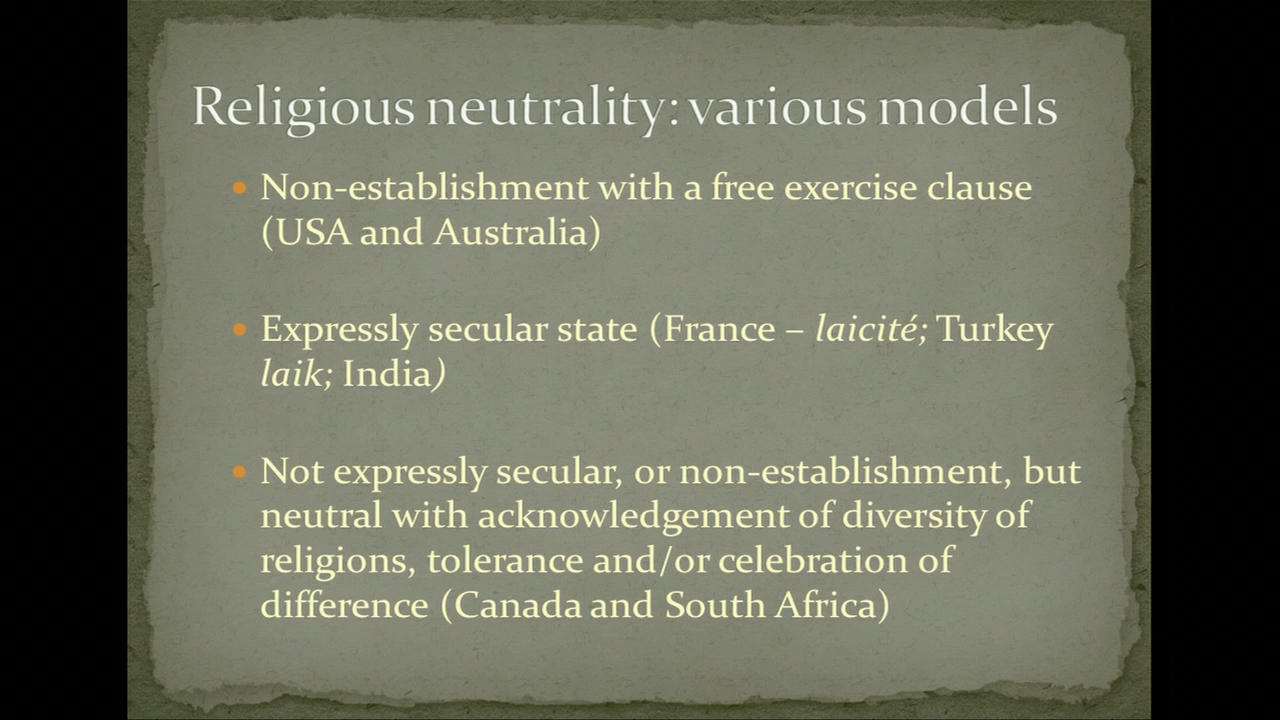 Religious neutrality: various models
• Non-establishment with a free exercise clause
(USA and Australia)
• Expressly secular state (France – laicité; Turkey
laik; India)
• Not expressly secular, or non-establishment, but
neutral with acknowledgement of diversity of
religions, tolerance and/or celebration of
difference (Canada and South Africa)